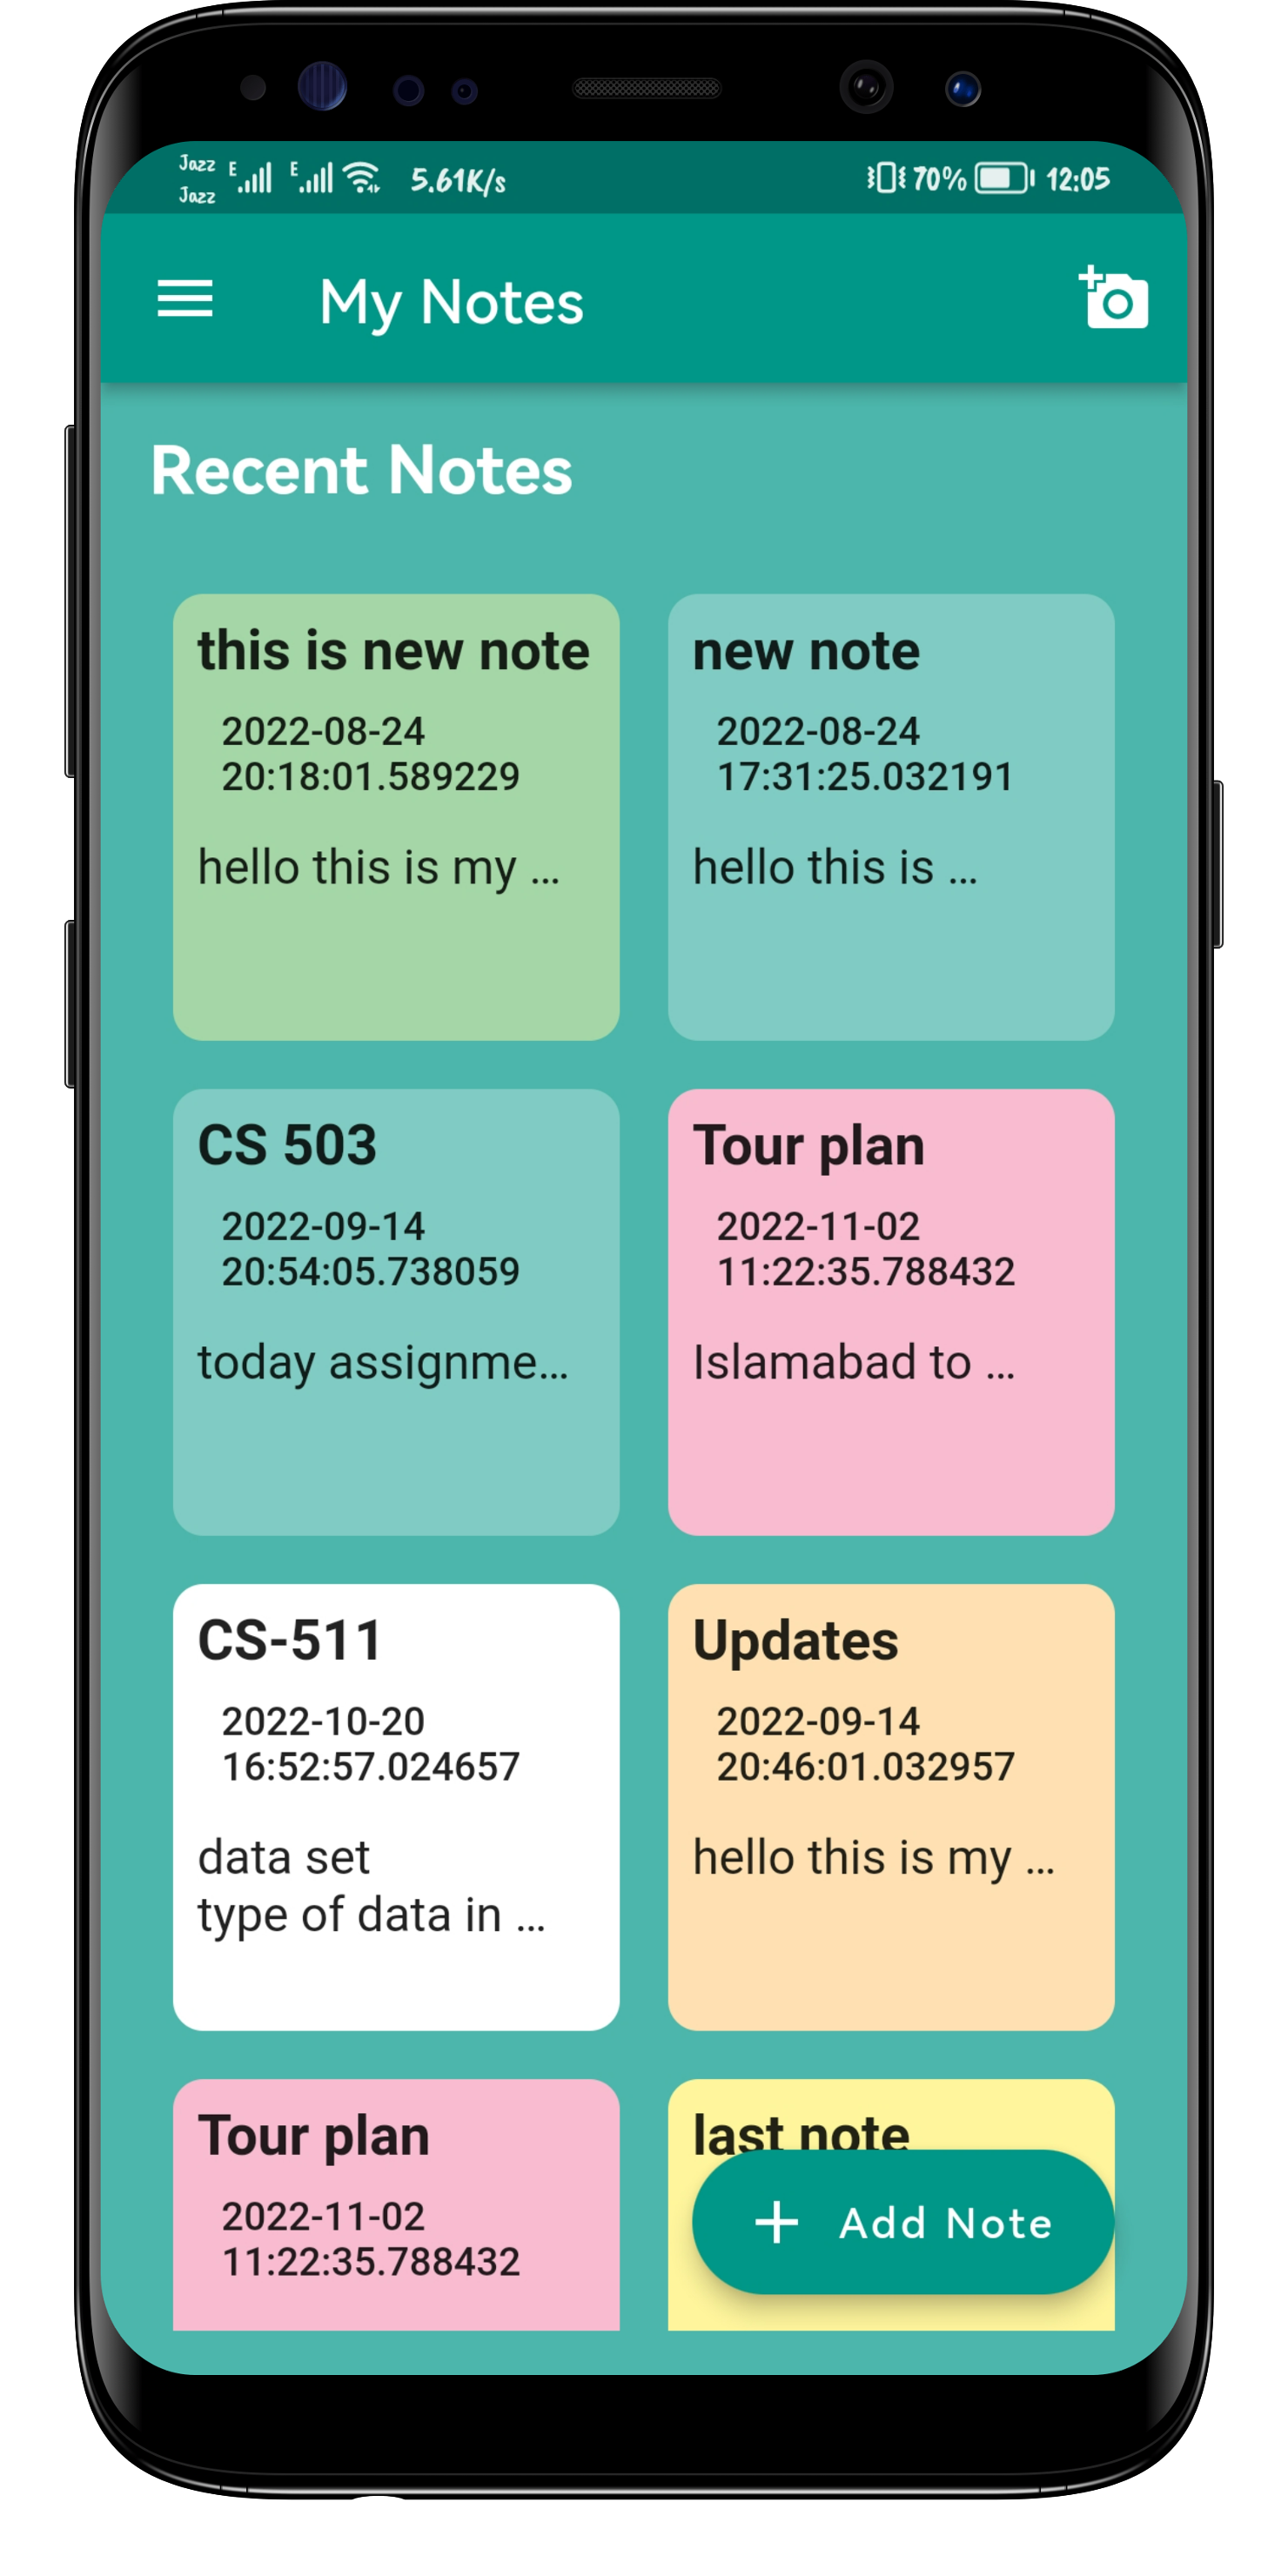 Jazz
Jazz
E
E
5.61K/s
70%
12:05
My Notes
Recent Notes
this is new note
2022-08-24
20:18:01.589229
hello this is my ...
new note
2022-08-24
17:31:25.032191
hello this is ...
CS 503
2022-09-14
20:54:05.738059
today assignme...
Tour plan
2022-11-02
11:22:35.788432
Islamabad to ...
CS-511
2022-10-20
16:52:57.024657
data set
type of data in ...
Updates
2022-09-14
20:46:01.032957
hello this is my ...
Tour plan
2022-11-02
11:22:35.788432
last note
+ Add Note